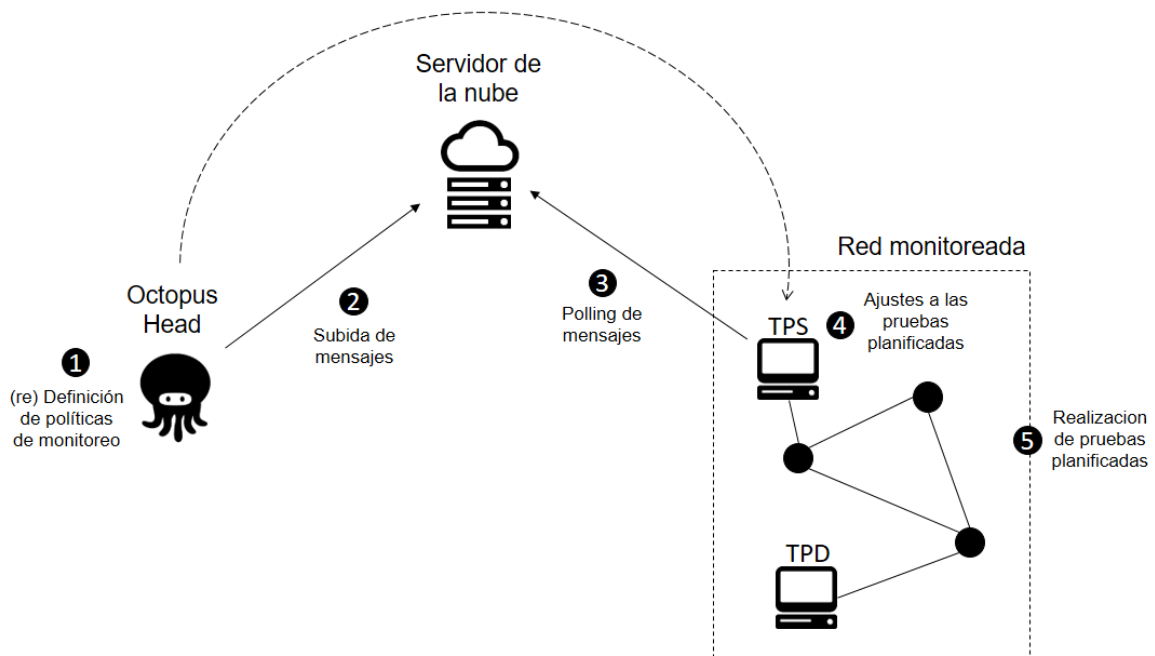 Servidor de
la nube
Red monitoreada
Octopus
Head
1
(re) Definición
de políticas
de monitoreo
2
Subida de
mensajes
3
Polling de
mensajes
TPS
4
Ajustes a las
pruebas
planificadas
5
Realizacion
de pruebas
planificadas
TPD